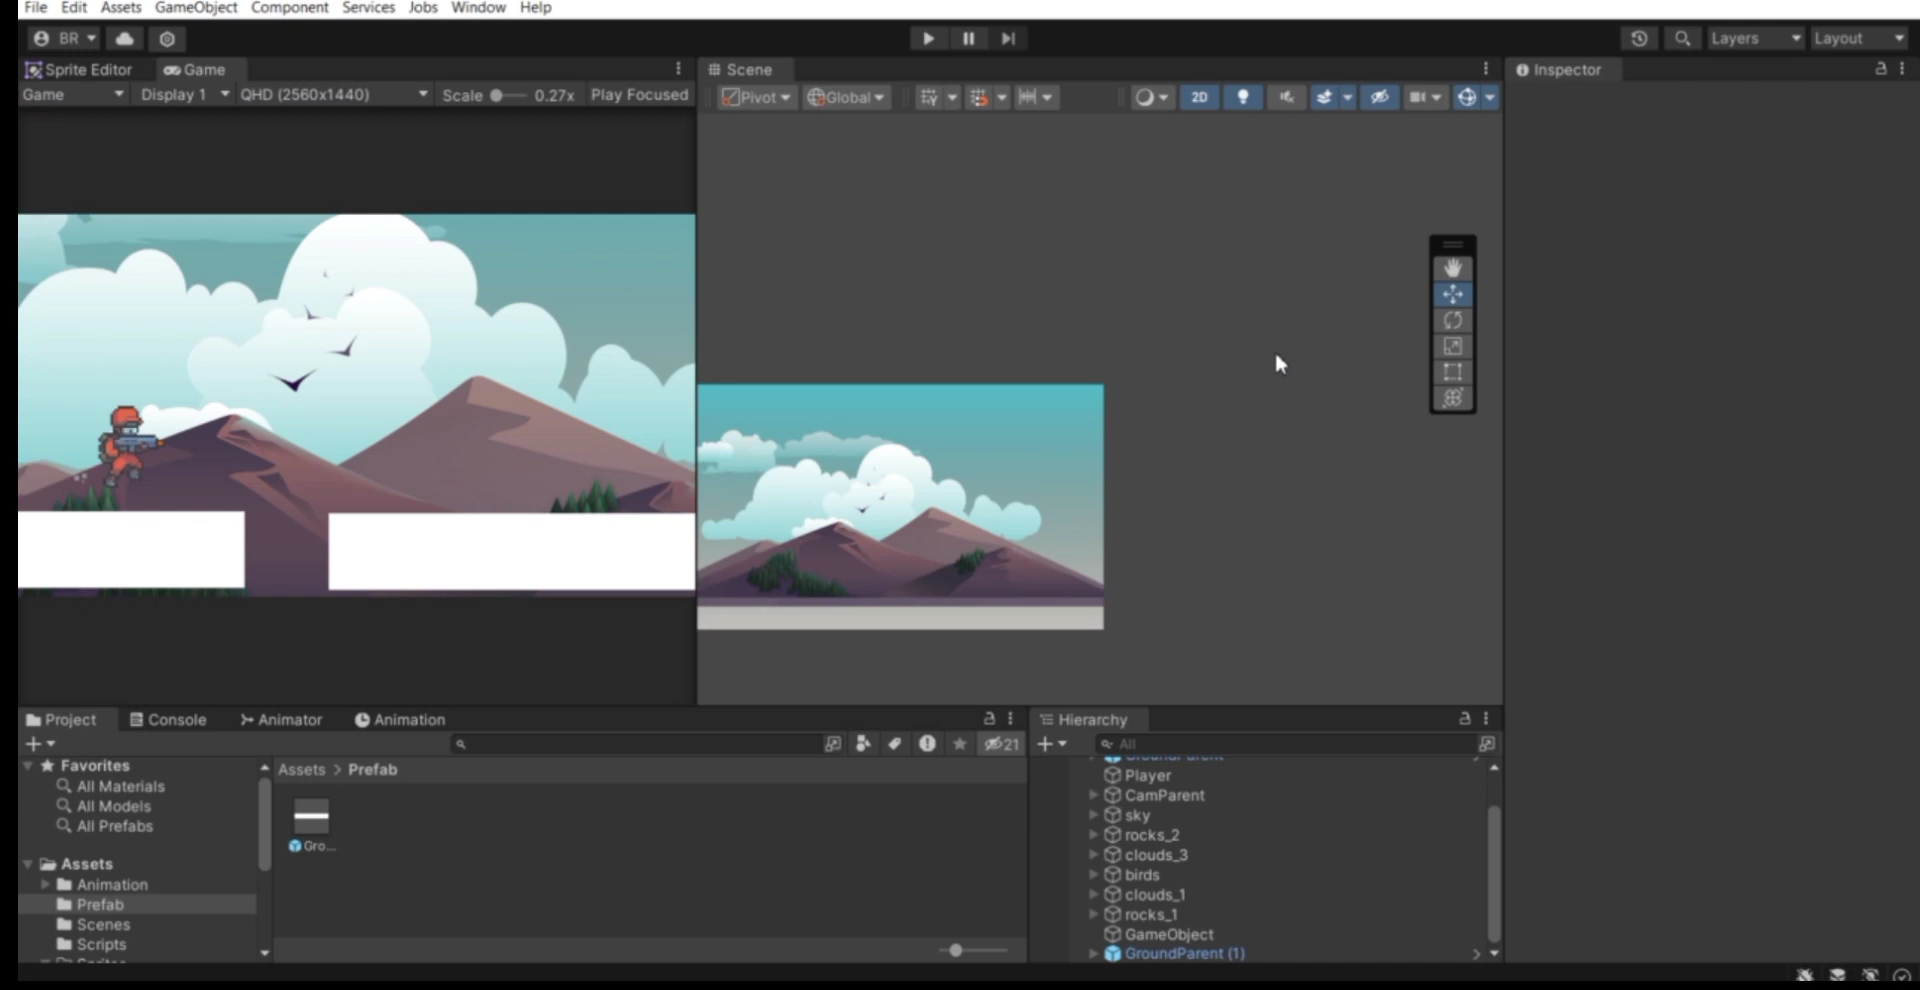 File Edit Assets GameObject Component Services Jobs Window Help
BR Layers Layout
Sprite Editor Game Scene Inspector
Game Display 1 QHD (2560x1440) Scale 0.27x Play Focused Pivot Global 2D
Project Console Animator Animation Hierarchy
21 All
Favorites
All Materials
All Models
All Prefabs
Assets
Animation
Prefab
Scenes
Scripts
Sprites
Assets > Prefab
Gro...
GroundParent
Player
CamParent
sky
rocks_2
clouds_3
birds
clouds_1
rocks_1
GameObject
GroundParent (1)